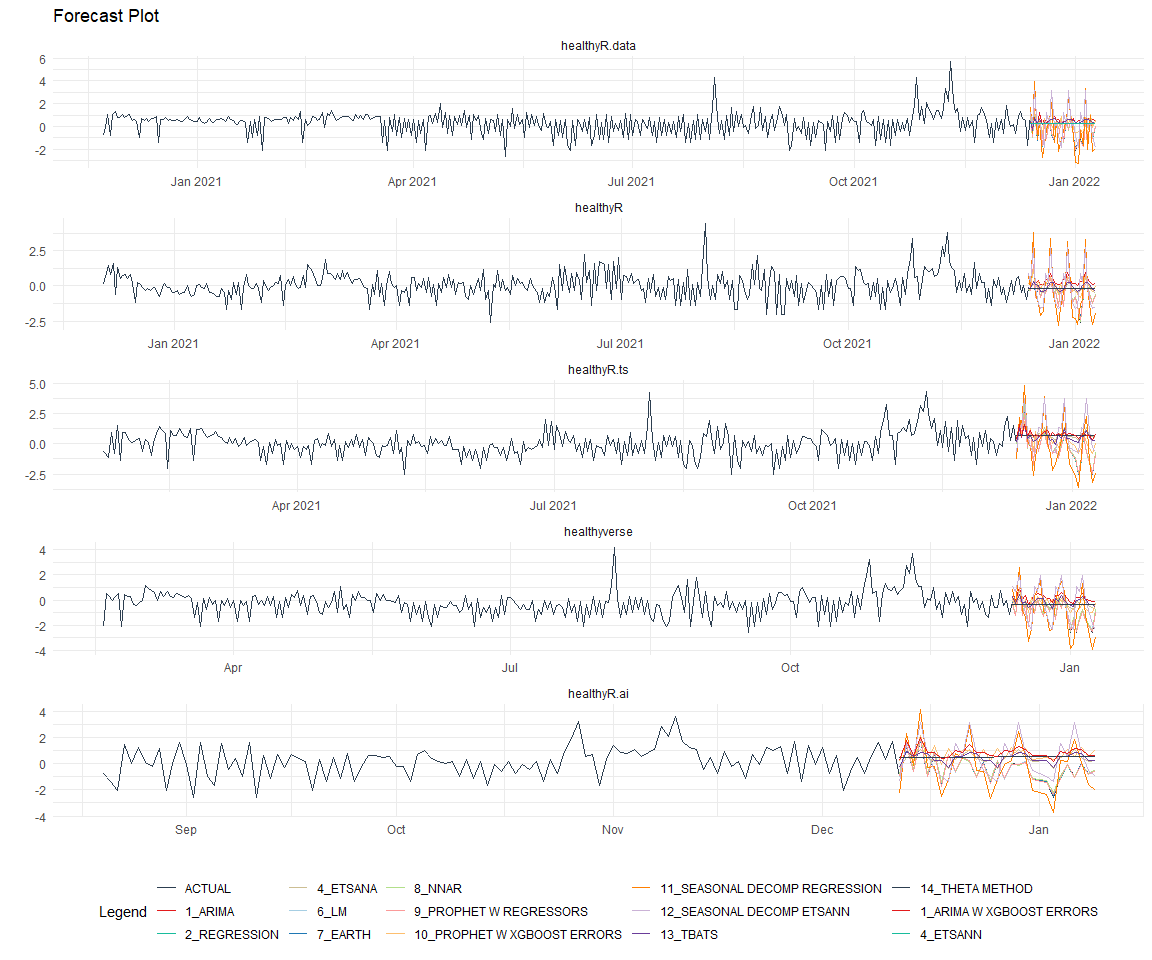 Forecast Plot
healthyR.data
6
4
2
0
-2
Jan 2021 Apr 2021 Jul 2021 Oct 2021 Jan 2022
healthyR
2.5
0.0
-2.5
Jan 2021 Apr 2021 Jul 2021 Oct 2021 Jan 2022
healthyR.ts
5.0
2.5
0.0
-2.5
Apr 2021 Jul 2021 Oct 2021 Jan 2022
healthyverse
4
2
0
-2
-4
Apr Jul Oct Jan
healthyR.ai
4
2
0
-2
-4
Sep Oct Nov Dec Jan
ACTUAL 4_ETSANA 8_NNAR 11_SEASONAL DECOMP REGRESSION 14_THETA METHOD
Legend 1_ARIMA 6_LM 9_PROPHET W REGRESSORS 12_SEASONAL DECOMP ETSANN 1_ARIMA W XGBOOST ERRORS
2_REGRESSION 7_EARTH 10_PROPHET W XGBOOST ERRORS 13_TBATS 4_ETSANN